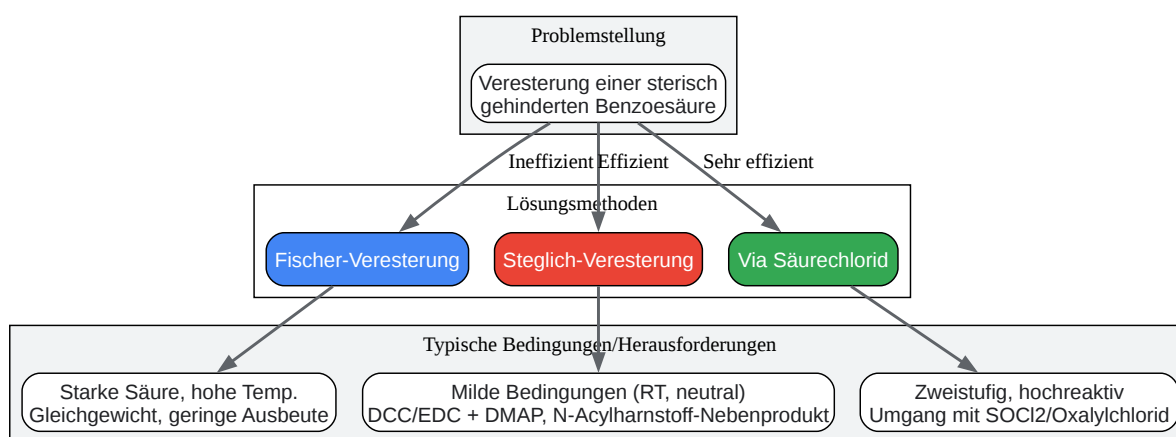 Problemstellung
Veresterung einer sterisch
gehinderten Benzoesäure
Ineffizient
Effizient
Sehr effizient
Lösungsmethoden
Fischer-Veresterung
Steglich-Veresterung
Via Säurechlorid
Typische Bedingungen/Herausforderungen
Starke Säure, hohe Temp.
Gleichgewicht, geringe Ausbeute
Milde Bedingungen (RT, neutral)
DCC/EDC + DMAP, N-Acylharnstoff-Nebenprodukt
Zweistufig, hochreaktiv
Umgang mit SOCl2/Oxalylchlorid